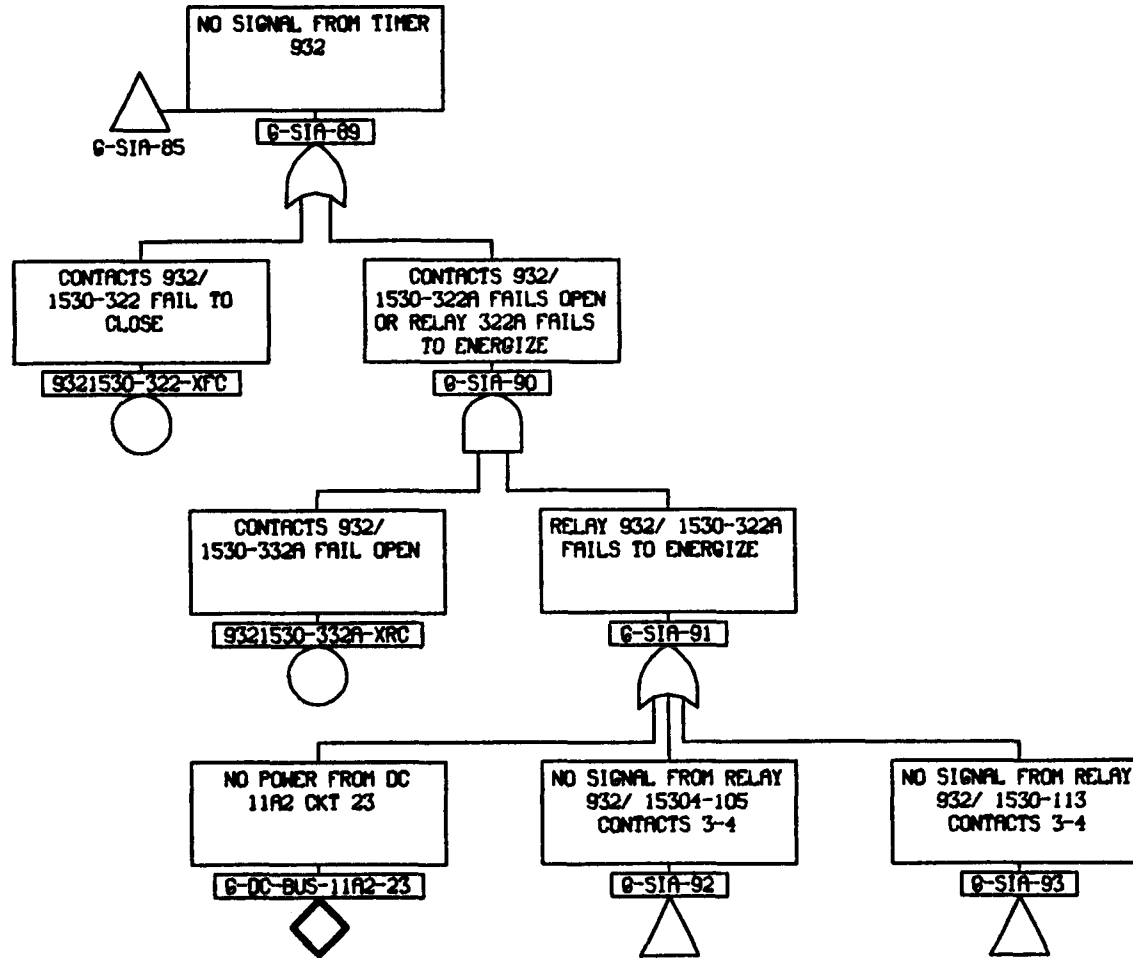 NO SIGNAL FROM TIMER
932
G-SIA-85
G-SIA-89
CONTACTS 932/
1530-322 FAIL TO
CLOSE
9321530-322-XFC
CONTACTS 932/
1530-322A FAILS OPEN
OR RELAY 322A FAILS
TO ENERGIZE
G-SIA-90
CONTACTS 932/
1530-332A FAIL OPEN
9321530-332A-XRC
RELAY 932/ 1530-322A
FAILS TO ENERGIZE
G-SIA-91
NO POWER FROM DC
11A2 CKT 23
G-DC-BUS-11A2-23
NO SIGNAL FROM RELAY
932/ 15304-105
CONTACTS 3-4
G-SIA-92
NO SIGNAL FROM RELAY
932/ 1530-113
CONTACTS 3-4
G-SIA-93